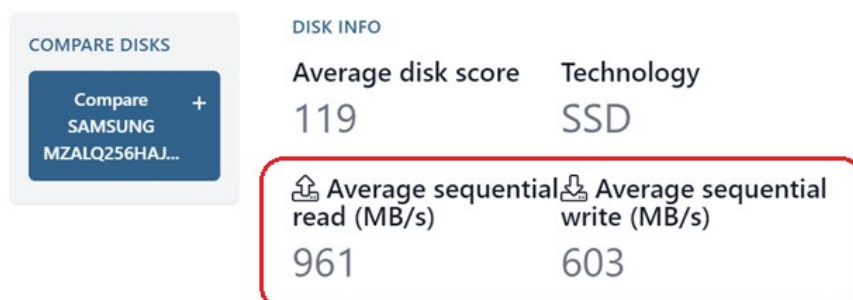 COMPARE DISKS
Compare +
SAMSUNG
MZALQ256HAJ...
DISK INFO
Average disk score
119
Technology
SSD
Average sequential
read (MB/s)
961
Average sequential
write (MB/s)
603